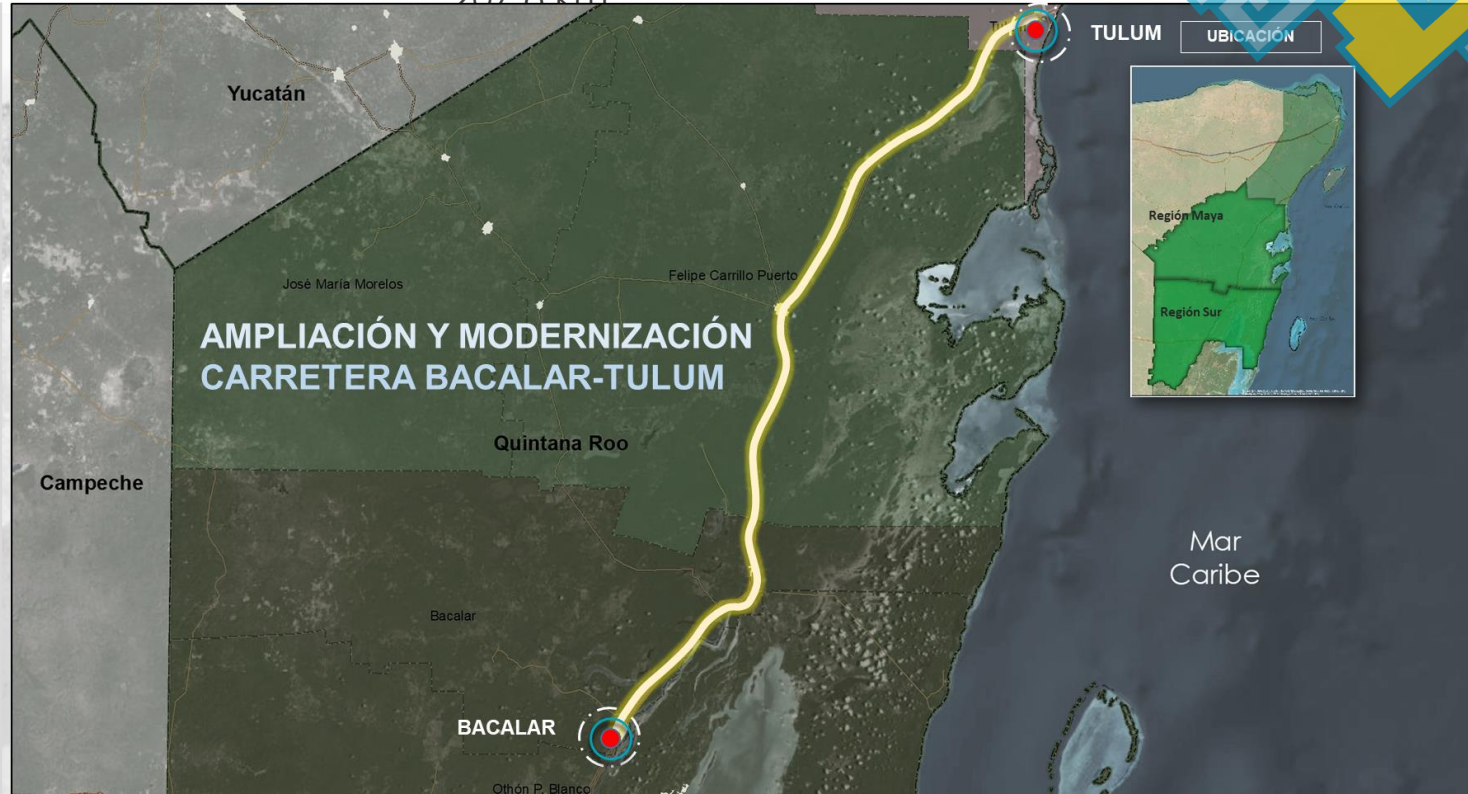 TULUM
UBICACIÓN
Yucatán
Región Maya
José María Morelos
Felipe Carrillo Puerto
Región Sur
AMPLIACIÓN Y MODERNIZACIÓN
CARRETERA BACALAR-TULUM
Quintana Roo
Campeche
Mar
Caribe
Bacalar
BACALAR
Othón P. Blanco